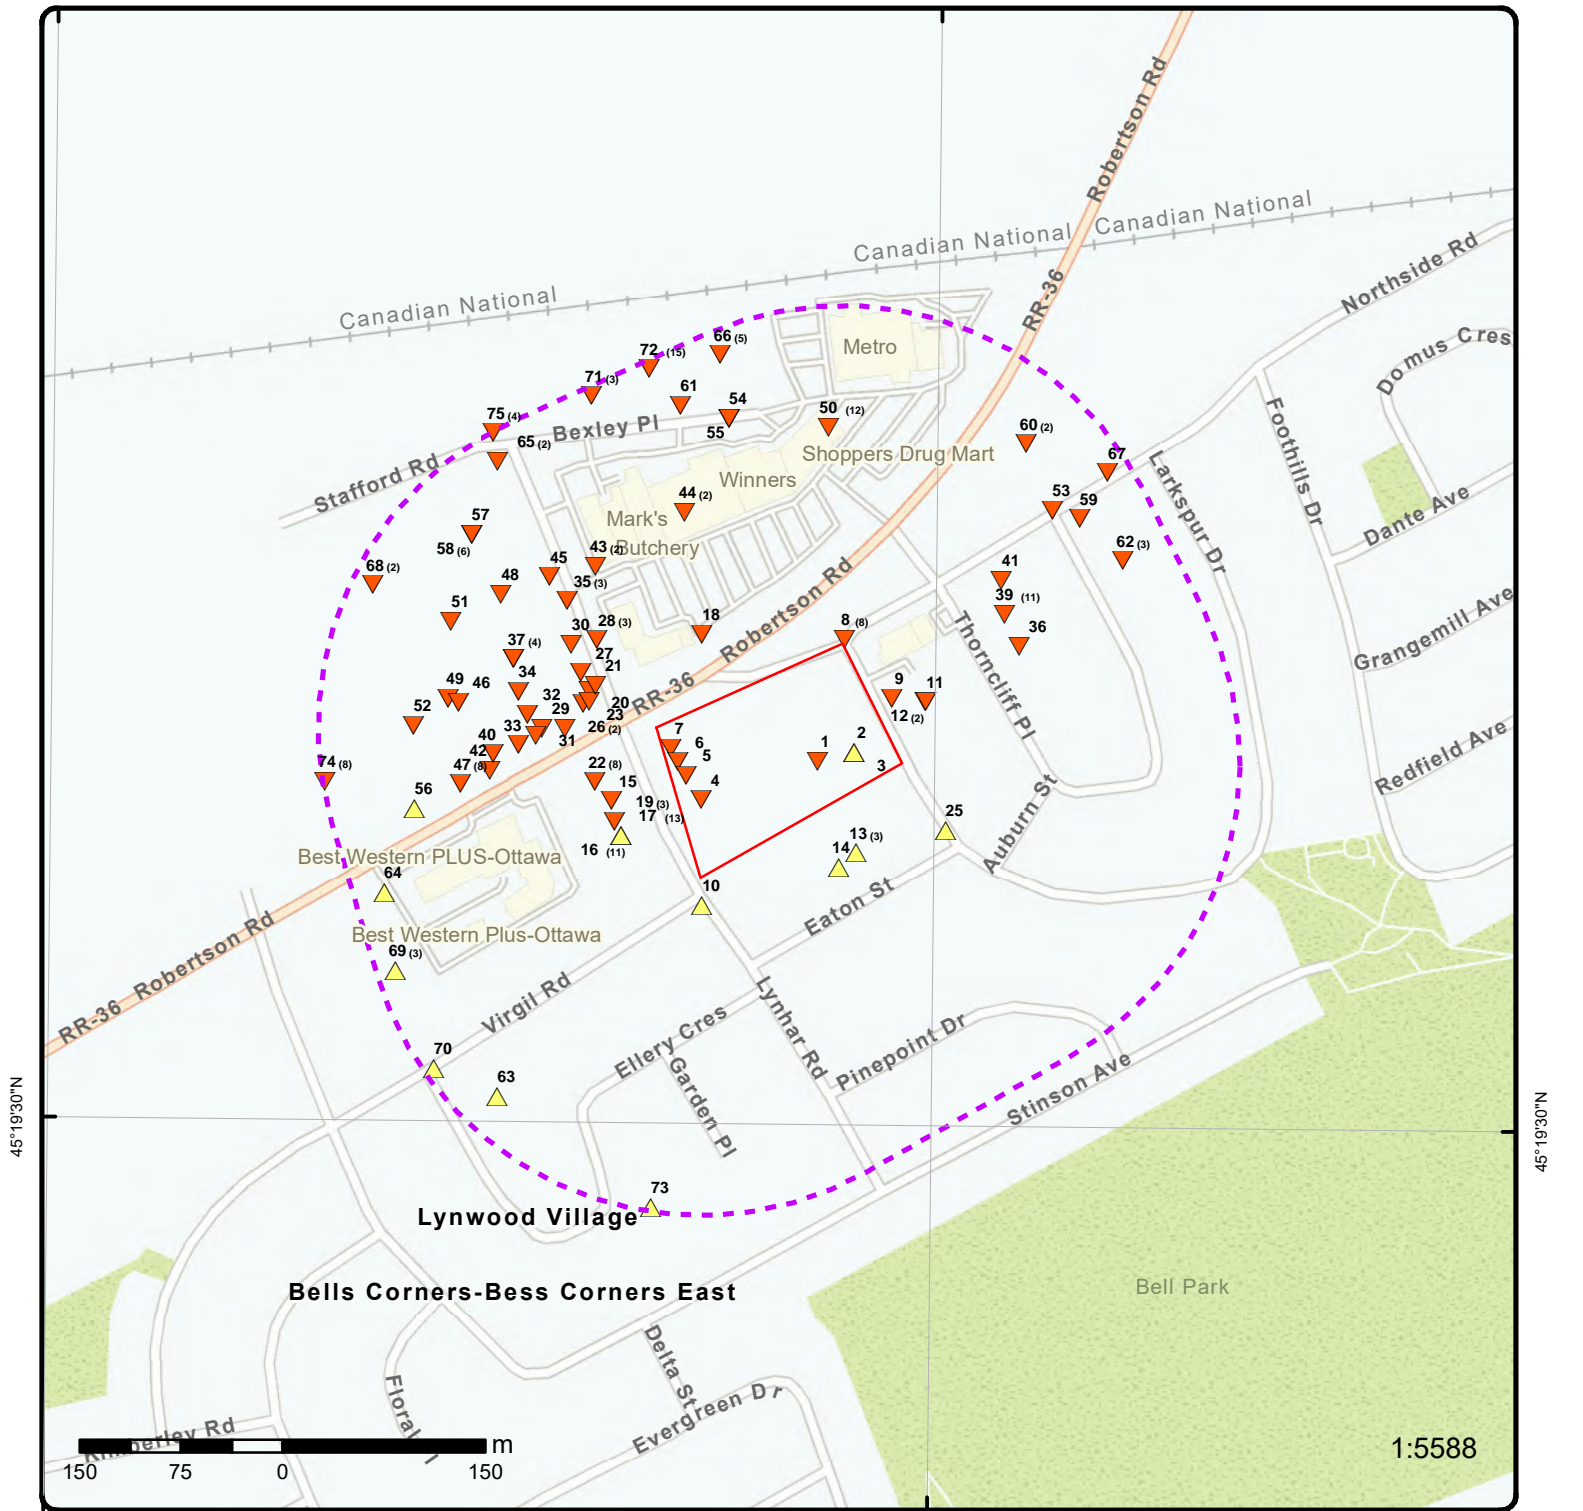 Robertson Rd
Canadian National
Canadian National
Northside Rd
Canadian National
RR-36
Domus Cres
Metro
66 (5)
72 (15)
71 (3)
61
54
55
50 (12)
75 (4)
65 (2)
Bexley Pl
60 (2)
Foothills Dr
Stafford Rd
Shoppers Drug Mart
67
Larkspur Dr
Winners
44 (2)
53
59
Dante Ave
Mark's
Butchery
57
58 (6)
43 (2)
62 (3)
68 (2)
45
48
35 (3)
Robertson Rd
41
39 (11)
Grangemill Ave
51
30
28 (3)
18
8 (8)
Thorncliff Pl
36
37 (4)
27
21
34
RR-36
49
46
9
11
12 (2)
52
32
29
20
23
26 (2)
33
31
40
42
47 (8)
7
6
5
4
1
2
3
Redfield Ave
74 (8)
22 (8)
15
19 (3)
17 (13)
56
16 (11)
25
Auburn St
13 (3)
14
Best Western PLUS-Ottawa
64
10
Eaton St
Best Western Plus-Ottawa
RR-36
Robertson Rd
69 (3)
Virgil Rd
Lynhar Rd
Ellery Cres
Pinepoint Dr
70
63
Garden Pl
Stinson Ave
45°19'30"N
45°19'30"N
73
Lynwood Village
Bells Corners-Bess Corners East
Bell Park
Delta St
Evergreen Dr
Floral Pl
Kimberley Rd
m
150 75 0 150
1:5588